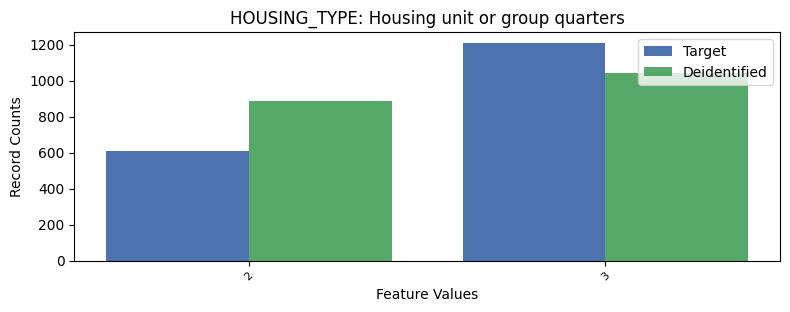 HOUSING_TYPE: Housing unit or group quarters
Target
Deidentified
Record Counts
1200
1000
800
600
400
200
0
2
3
Feature Values